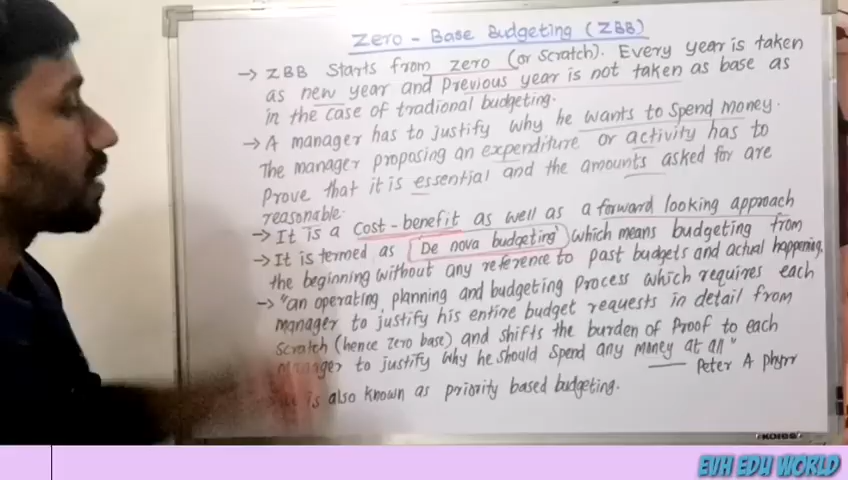 Zero - Base Budgeting (ZBB)
→ ZBB Starts from zero (or Scratch). Every year is taken
as new year and Previous year is not taken as base as
in the case of tradional budgeting.
→ A manager has to justify why he wants to Spend money.
The manager proposing an expenditure or activity has to
Prove that it is essential and the amounts asked for are
reasonable.
→ It is a Cost-benefit as well as a forward looking approach
→ It is termed as 'De nova budgeting' which means budgeting from
the beginning without any reference to past budgets and actual happening.
→ "an operating, planning and budgeting Process which requires each
manager to justify his entire budget requests in detail from
Scratch (hence zero base) and shifts the burden of Proof to each
manager to justify why he should Spend any money at all"
—— Peter A phyrr
is also known as priority based budgeting.
KORES
EVH EDU WORLD